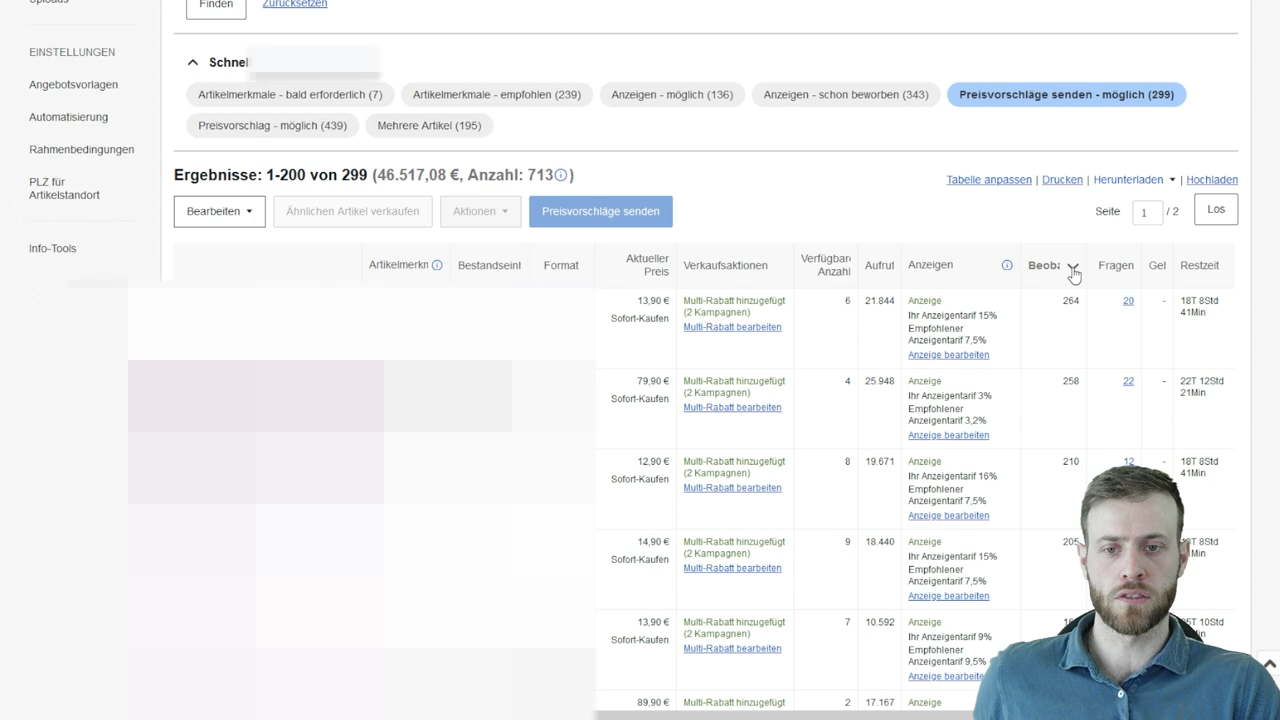 Uploads
Finden
Zurücksetzen
EINSTELLUNGEN
Angebotsvorlagen
Automatisierung
Rahmenbedingungen
PLZ für
Artikelstandort
Info-Tools
Schnel
Artikelmerkmale - bald erforderlich (7)
Artikelmerkmale - empfohlen (239)
Anzeigen - möglich (136)
Anzeigen - schon beworben (343)
Preisvorschläge senden - möglich (299)
Preisvorschlag - möglich (439)
Mehrere Artikel (195)
Ergebnisse: 1-200 von 299 (46.517,08 €, Anzahl: 713 )
Tabelle anpassen | Drucken | Herunterladen | Hochladen
Bearbeiten
Ähnlichen Artikel verkaufen
Aktionen
Preisvorschläge senden
Seite 1 / 2 Los
Artikelmerkn
Bestandseint
Format
Aktueller
Preis
Verkaufsaktionen
Verfügbare
Anzahl
Aufruf
Anzeigen
Beoba
Fragen
Gel
Restzeit
13,90 €
Sofort-Kaufen
Multi-Rabatt hinzugefügt
(2 Kampagnen)
Multi-Rabatt bearbeiten
6
21.844
Anzeige
Ihr Anzeigentarif 15%
Empfohlener
Anzeigentarif 7,5%
Anzeige bearbeiten
264
20
-
18T 8Std
41Min
79,90 €
Sofort-Kaufen
Multi-Rabatt hinzugefügt
(2 Kampagnen)
Multi-Rabatt bearbeiten
4
25.948
Anzeige
Ihr Anzeigentarif 3%
Empfohlener
Anzeigentarif 3,2%
Anzeige bearbeiten
258
22
-
22T 12Std
21Min
12,90 €
Sofort-Kaufen
Multi-Rabatt hinzugefügt
(2 Kampagnen)
Multi-Rabatt bearbeiten
8
19.671
Anzeige
Ihr Anzeigentarif 16%
Empfohlener
Anzeigentarif 7,5%
Anzeige bearbeiten
210
12
-
18T 8Std
41Min
14,90 €
Sofort-Kaufen
Multi-Rabatt hinzugefügt
(2 Kampagnen)
Multi-Rabatt bearbeiten
9
18.440
Anzeige
Ihr Anzeigentarif 15%
Empfohlener
Anzeigentarif 7,5%
Anzeige bearbeiten
205
8Std
Min
13,90 €
Sofort-Kaufen
Multi-Rabatt hinzugefügt
(2 Kampagnen)
Multi-Rabatt bearbeiten
7
10.592
Anzeige
Ihr Anzeigentarif 9%
Empfohlener
Anzeigentarif 9,5%
Anzeige bearbeite
10Std
89,90 €
Multi-Rabatt hinzugefügt
2
17.167
Anzeige